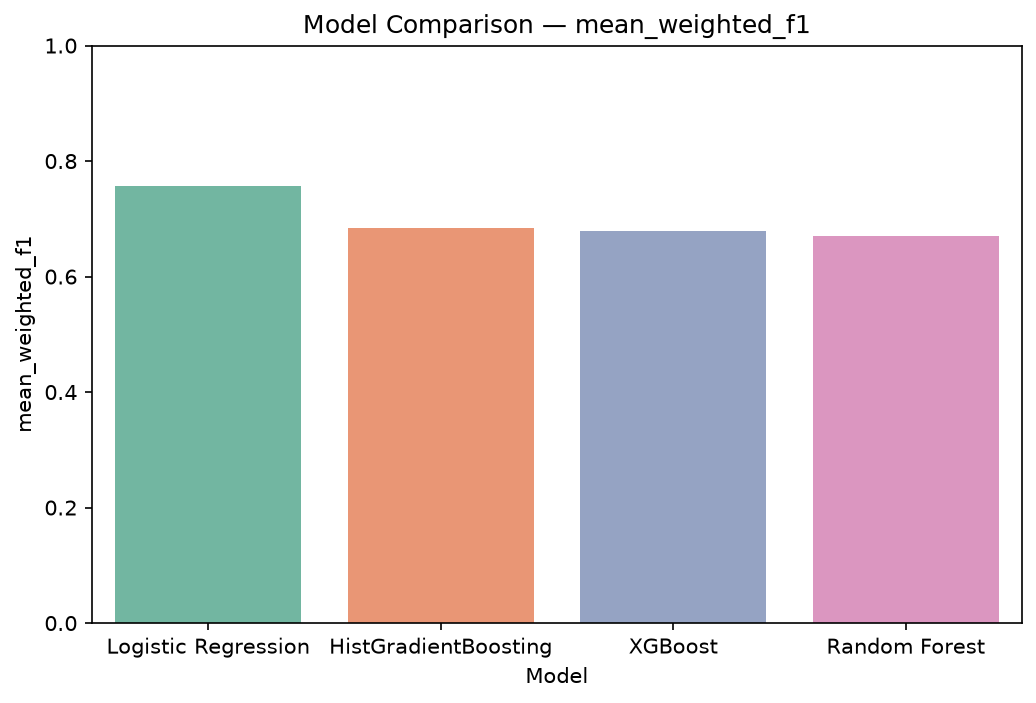 Model Comparison — mean_weighted_f1
mean_weighted_f1
1.0
0.8
0.6
0.4
0.2
0.0
Logistic Regression
HistGradientBoosting
XGBoost
Random Forest
Model